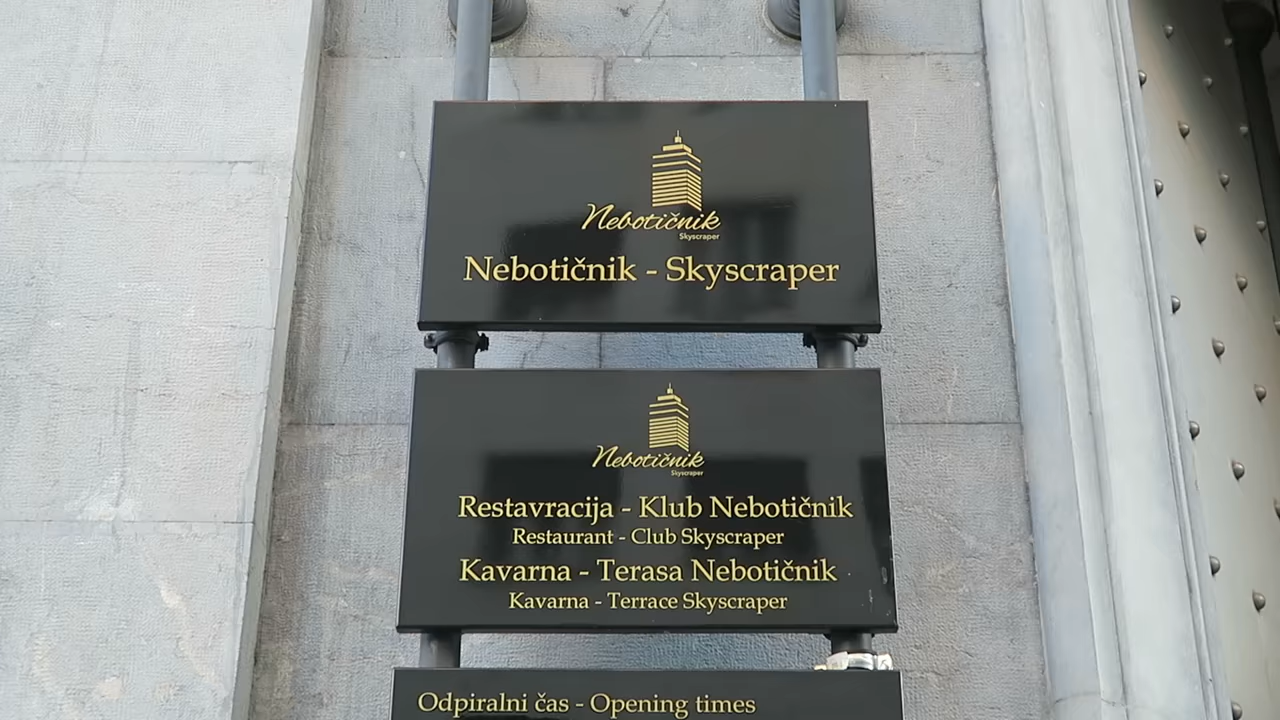 Nebotičnik
Skyscraper
Nebotičnik - Skyscraper
Nebotičnik
Skyscraper
Restavracija - Klub Nebotičnik
Restaurant - Club Skyscraper
Kavarna - Terasa Nebotičnik
Kavarna - Terrace Skyscraper
Odpiralni čas - Opening times